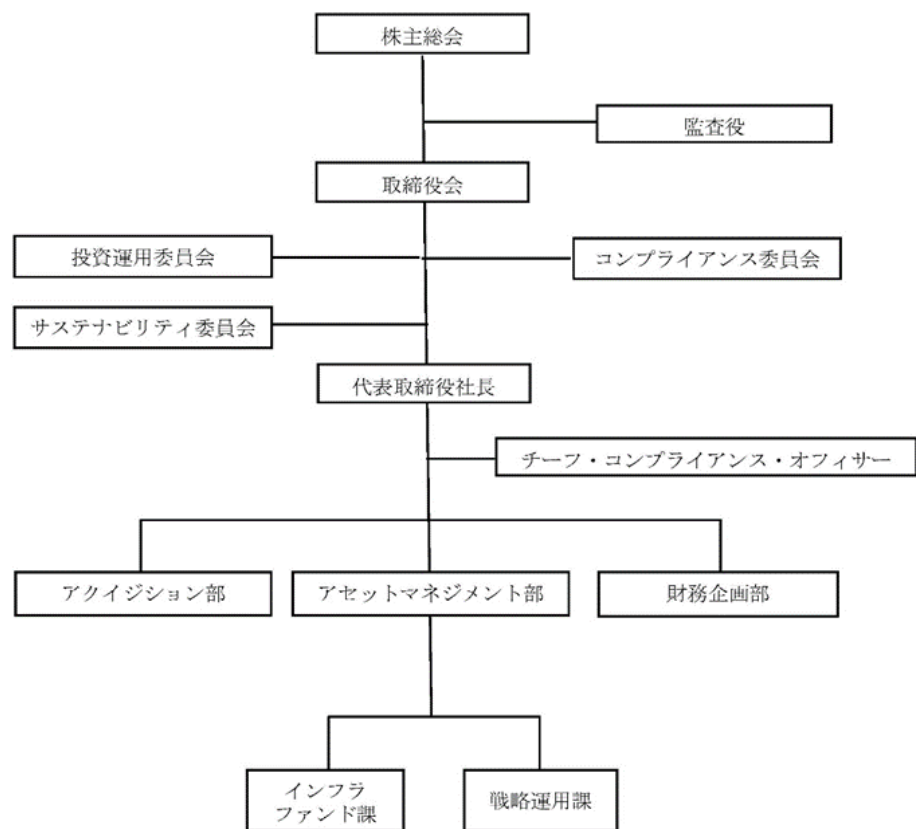 株主総会
監査役
取締役会
投資運用委員会
コンプライアンス委員会
サステナビリティ委員会
代表取締役社長
チーフ・コンプライアンス・オフィサー
アクイジション部
アセットマネジメント部
財務企画部
インフラ
ファンド課
戦略運用課